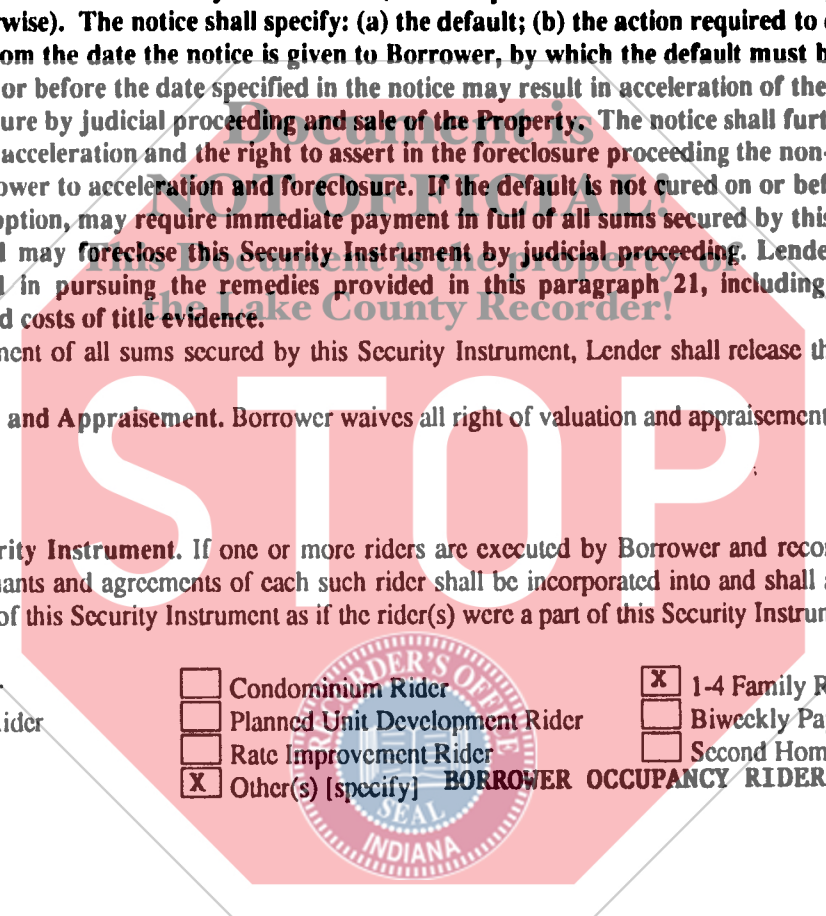 rwise). The notice shall specify: (a) the default; (b) the action required to
om the date the notice is given to Borrower, by which the default must b
or before the date specified in the notice may result in acceleration of the
ure by judicial proceeding and sale of the Property. The notice shall furt
acceleration and the right to assert in the foreclosure proceeding the non-
ower to acceleration and foreclosure. If the default is not cured on or bef
option, may require immediate payment in full of all sums secured by this
l may foreclose this Security Instrument by judicial proceeding. Lende
l in pursuing the remedies provided in this paragraph 21, including
d costs of title evidence.
nent of all sums secured by this Security Instrument, Lender shall release th
and Appraisement. Borrower waives all right of valuation and appraisement
rity Instrument. If one or more riders are executed by Borrower and reco
nants and agreements of each such rider shall be incorporated into and shall a
of this Security Instrument as if the rider(s) were a part of this Security Instrum
Condominium Rider X 1-4 Family R
ider Planned Unit Development Rider Biweekly Pa
Rate Improvement Rider Second Hom
X Other(s) [specify] BORROWER OCCUPANCY RIDER
Document is
NOT OFFICIAL!
This Document is the property of
the Lake County Recorder!
STOP
RECORDER'S OFFICE
SEAL
INDIANA